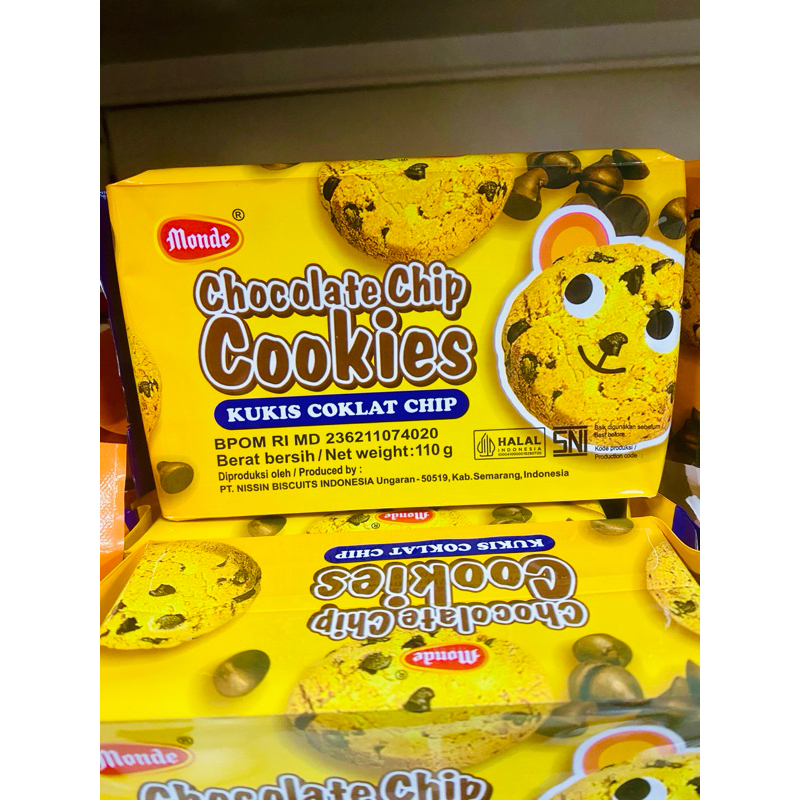 Monde
®
Chocolate Chip
Cookies
KUKIS COKLAT CHIP
BPOM RI MD 236211074020
Berat bersih / Net weight:110 g
Diproduksi oleh / Produced by :
PT. NISSIN BISCUITS INDONESIA Ungaran - 50519, Kab.Semarang, Indonesia
HALAL
INDONESIA
SNI
Baik digunakan sebelum /
Best before
Kode produksi /
Production code
Monde
®
KUKIS COKLAT CHIP
Cookies
Chocolate Chip
Monde
®
Monde
®
Chocolate Chip